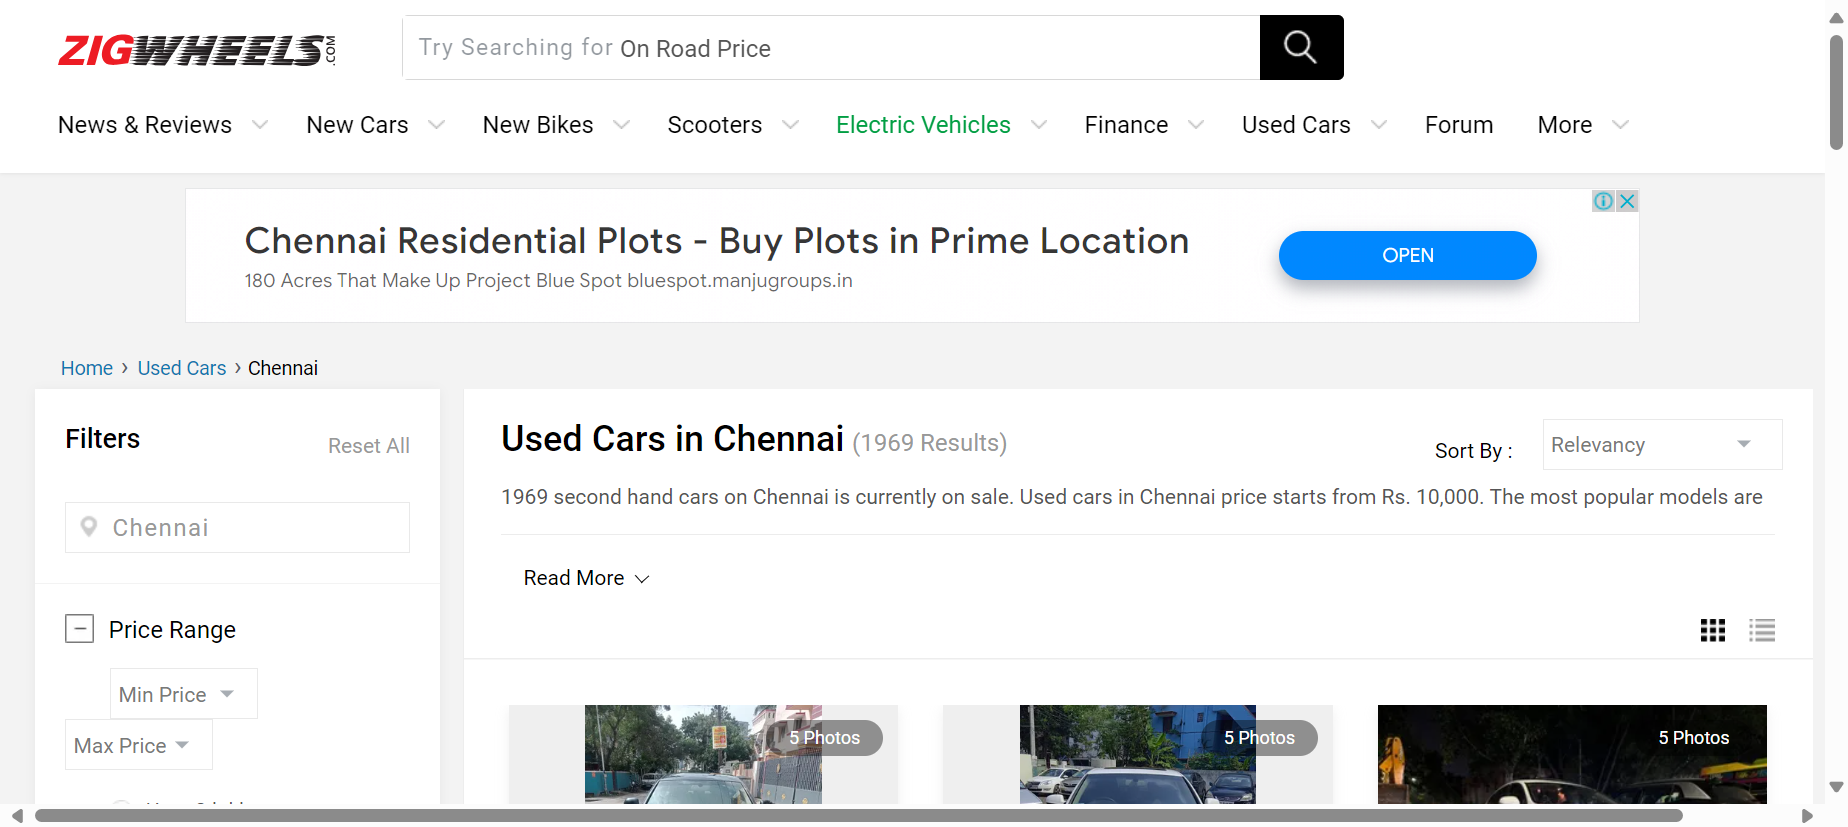 ZIGWHEELS.COM
Try Searching for On Road Price
News & Reviews New Cars New Bikes Scooters Electric Vehicles Finance Used Cars Forum More
Chennai Residential Plots - Buy Plots in Prime Location
180 Acres That Make Up Project Blue Spot bluespot.manjugroups.in
OPEN
Home › Used Cars › Chennai
Filters
Reset All
Chennai
Price Range
Min Price
Max Price
Used Cars in Chennai (1969 Results)
Sort By :
Relevancy
1969 second hand cars on Chennai is currently on sale. Used cars in Chennai price starts from Rs. 10,000. The most popular models are
Read More
5 Photos
5 Photos
5 Photos